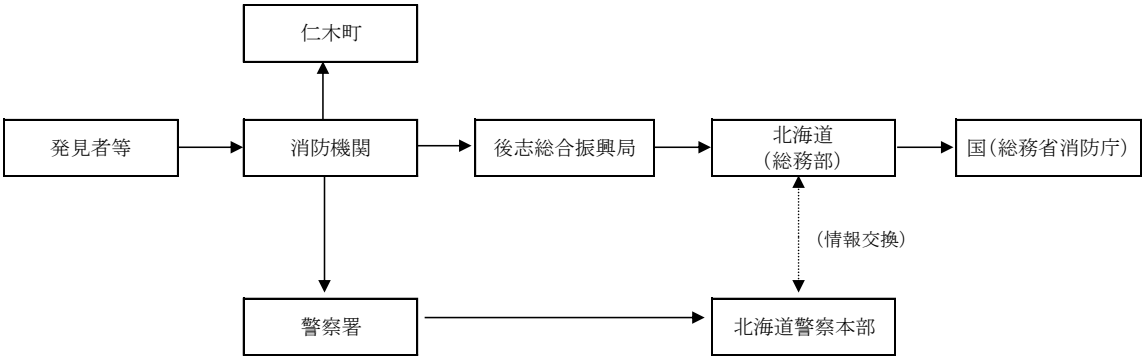 仁木町
発見者等
消防機関
後志総合振興局
北海道
(総務部)
国(総務省消防庁)
(情報交換)
警察署
北海道警察本部